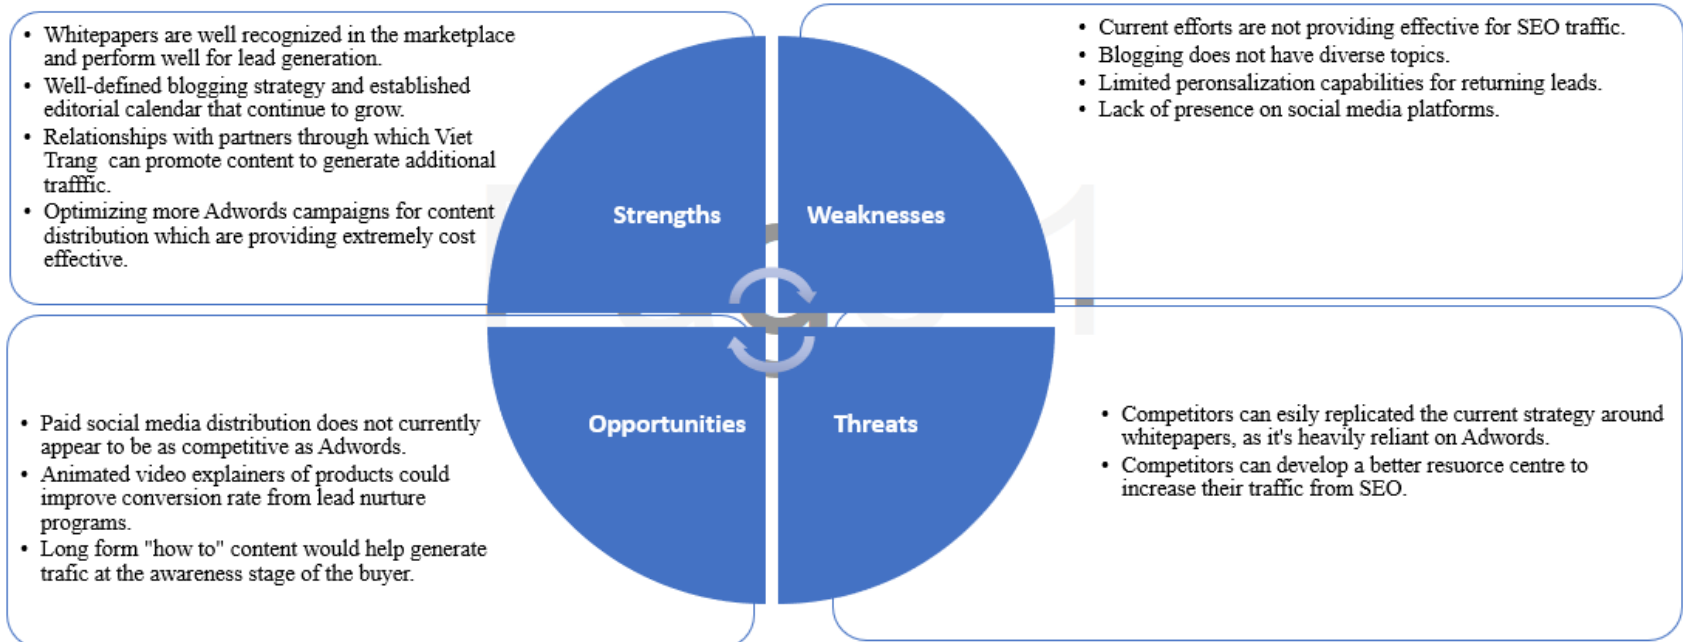 • Whitepapers are well recognized in the marketplace
and perform well for lead generation.
• Well-defined blogging strategy and established
editorial calendar that continue to grow.
• Relationships with partners through which Viet
Trang can promote content to generate additional
trafffic.
• Optimizing more Adwords campaigns for content
distribution which are providing extremely cost
effective.
• Current efforts are not providing effective for SEO traffic.
• Blogging does not have diverse topics.
• Limited peronsalization capabilities for returning leads.
• Lack of presence on social media platforms.
Strengths
Weaknesses
Opportunities
Threats
• Paid social media distribution does not currently
appear to be as competitive as Adwords.
• Animated video explainers of products could
improve conversion rate from lead nurture
programs.
• Long form "how to" content would help generate
trafic at the awareness stage of the buyer.
• Competitors can esily replicated the current strategy around
whitepapers, as it's heavily reliant on Adwords.
• Competitors can develop a better resuorce centre to
increase their traffic from SEO.